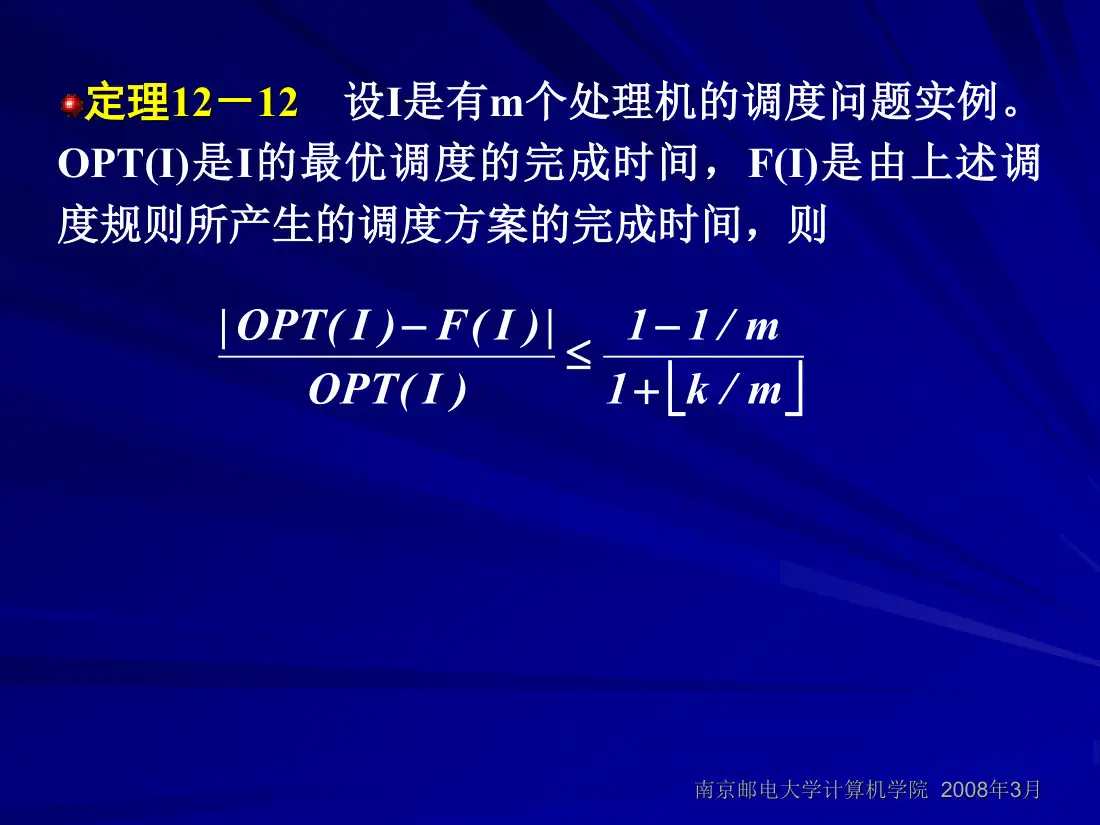 定理12－12 设I是有m个处理机的调度问题实例。
OPT(I)是I的最优调度的完成时间，F(I)是由上述调
度规则所产生的调度方案的完成时间，则
|OPT(I)−F(I)| / OPT(I) ≤ (1−1/m) / (1+⌊k/m⌋)
南京邮电大学计算机学院 2008年3月